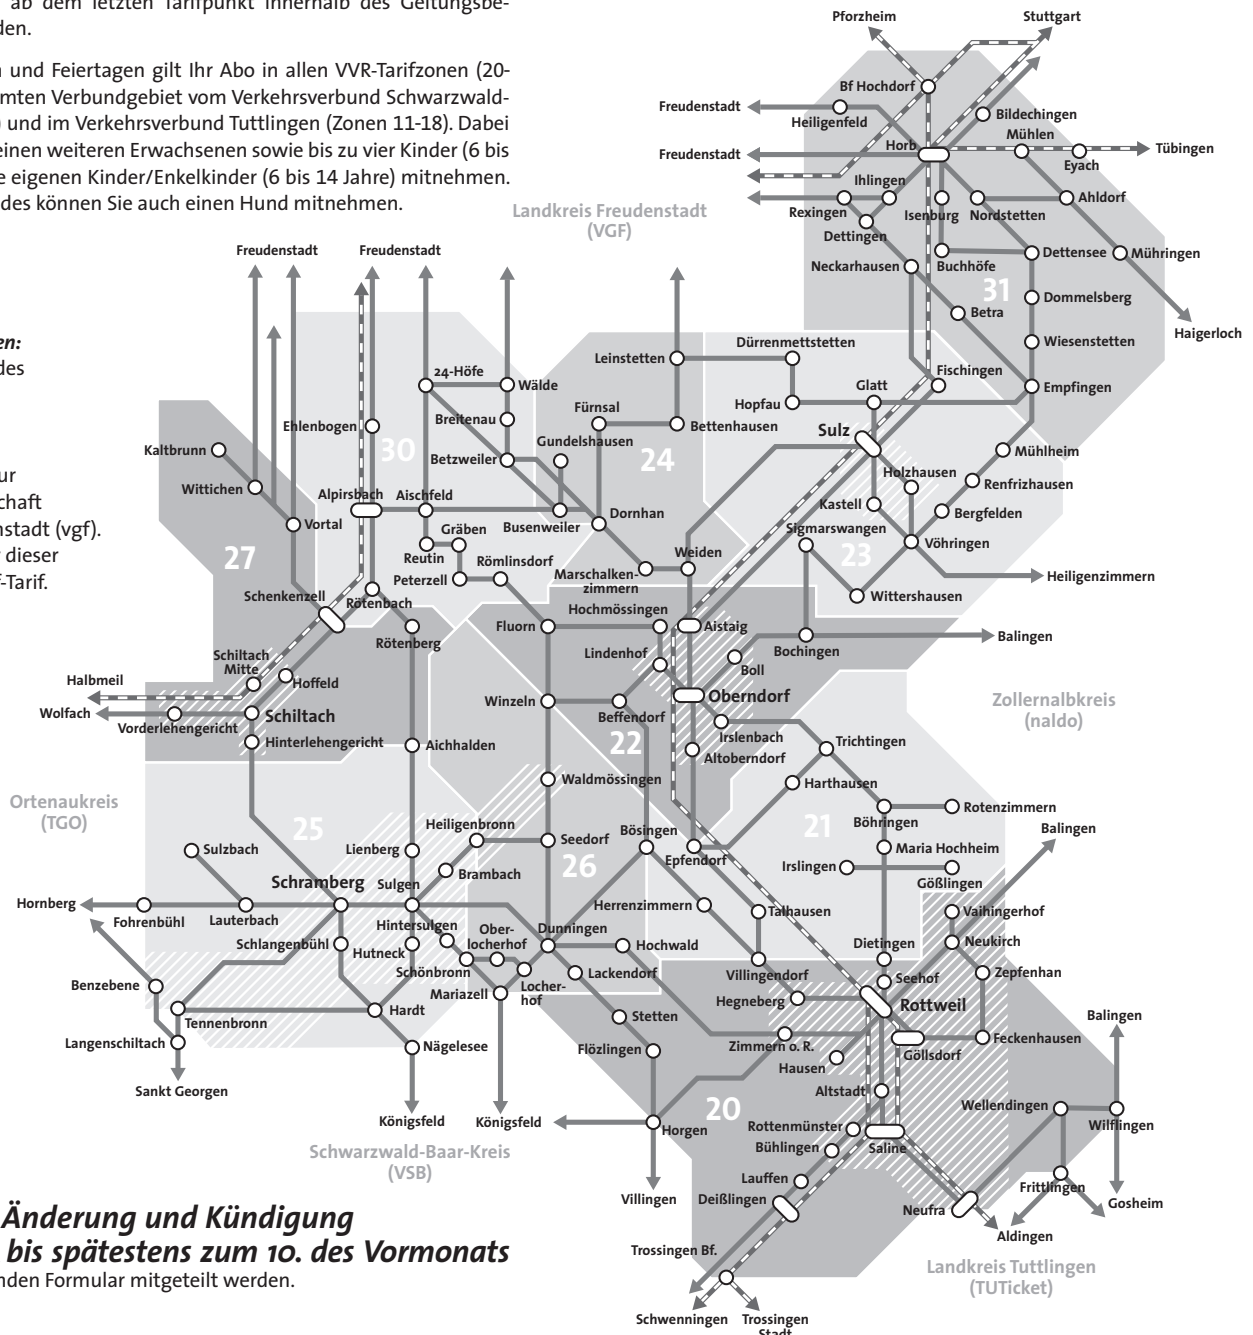 ab dem letzten Tarifpunkt innerhalb des Geltungsbe-
den.
und Feiertagen gilt Ihr Abo in allen VVR-Tarifzonen (20-
mten Verbundgebiet vom Verkehrsverbund Schwarzwald-
und im Verkehrsverbund Tuttlingen (Zonen 11-18). Dabei
einen weiteren Erwachsenen sowie bis zu vier Kinder (6 bis
e eigenen Kinder/Enkelkinder (6 bis 14 Jahre) mitnehmen.
des können Sie auch einen Hund mitnehmen.
en:
des
ur
schaft
nstadt (vgf).
dieser
f-Tarif.
Pforzheim
Stuttgart
Bf Hochdorf
Freudenstadt
Heiligenfeld
Bildechingen
Mühlen
Freudenstadt
Horb
Eyach
Tübingen
Ihlingen
Rexingen
Isenburg
Nordstetten
Ahldorf
Landkreis Freudenstadt
(VGF)
Dettingen
Freudenstadt
Freudenstadt
Neckarhausen
Buchhöfe
Dettensee
Mühringen
31
Dommelsberg
Betra
Haigerloch
Dürrenmettstetten
Wiesenstetten
Leinstetten
Fischingen
24-Höfe
Wälde
Glatt
Empfingen
Hopfau
Fürnsal
Breitenau
Bettenhausen
Ehlenbogen
Sulz
Gundelshausen
Kaltbrunn
30
24
Mühlheim
Betzweiler
Holzhausen
Wittichen
Renfrizhausen
Alpirsbach
Aischfeld
Kastell
Dornhan
Bergfelden
Vortal
Busenweiler
Sigmarswangen
Gräben
Vöhringen
27
Reutin
Weiden
23
Peterzell
Römlinsdorf
Marschalken-
zimmern
Heiligenzimmern
Schenkenzell
Rötenbach
Wittershausen
Hochmössingen
Fluorn
Aistaig
Rötenberg
Balingen
Bochingen
Lindenhof
Schiltach
Mitte
Boll
Hoffeld
Halbmeil
Zollernalbkreis
(naldo)
Winzeln
Oberndorf
Wolfach
Schiltach
Beffendorf
Vorderlehengericht
Irslenbach
Hinterlehengericht
Aichhalden
22
Trichtingen
Altoberndorf
Waldmössingen
Harthausen
Ortenaukreis
(TGO)
Rotenzimmern
25
Heiligenbronn
Bösingen
21
Böhringen
Balingen
Sulzbach
Lienberg
Seedorf
Epfendorf
Maria Hochheim
26
Irslingen
Brambach
Gößlingen
Schramberg
Sulgen
Hornberg
Fohrenbühl
Lauterbach
Herrenzimmern
Talhausen
Vaihingerhof
Hintersulgen
Ober-
locherhof
Dunningen
Schlangenbühl
Hutneck
Hochwald
Dietingen
Neukirch
Schönbronn
Lackendorf
Villingendorf
Seehof
Zepfenhan
Benzebene
Mariazell
Locher-
hof
Hegneberg
Rottweil
Tennenbronn
Hardt
Stetten
Balingen
Langenschiltach
Nägelesee
Flözlingen
Zimmern o. R.
Göllsdorf
Feckenhausen
Hausen
Sankt Georgen
Altstadt
20
Wellendingen
Königsfeld
Königsfeld
Horgen
Rottenmünster
Wilflingen
Bühlingen
Saline
Schwarzwald-Baar-Kreis
(VSB)
Lauffen
Frittlingen
Villingen
Deißlingen
Neufra
Gosheim
Änderung und Kündigung
Aldingen
bis spätestens zum 10. des Vormonats
Trossingen Bf.
nden Formular mitgeteilt werden.
Landkreis Tuttlingen
(TUTicket)
Schwenningen
Trossingen
Stadt